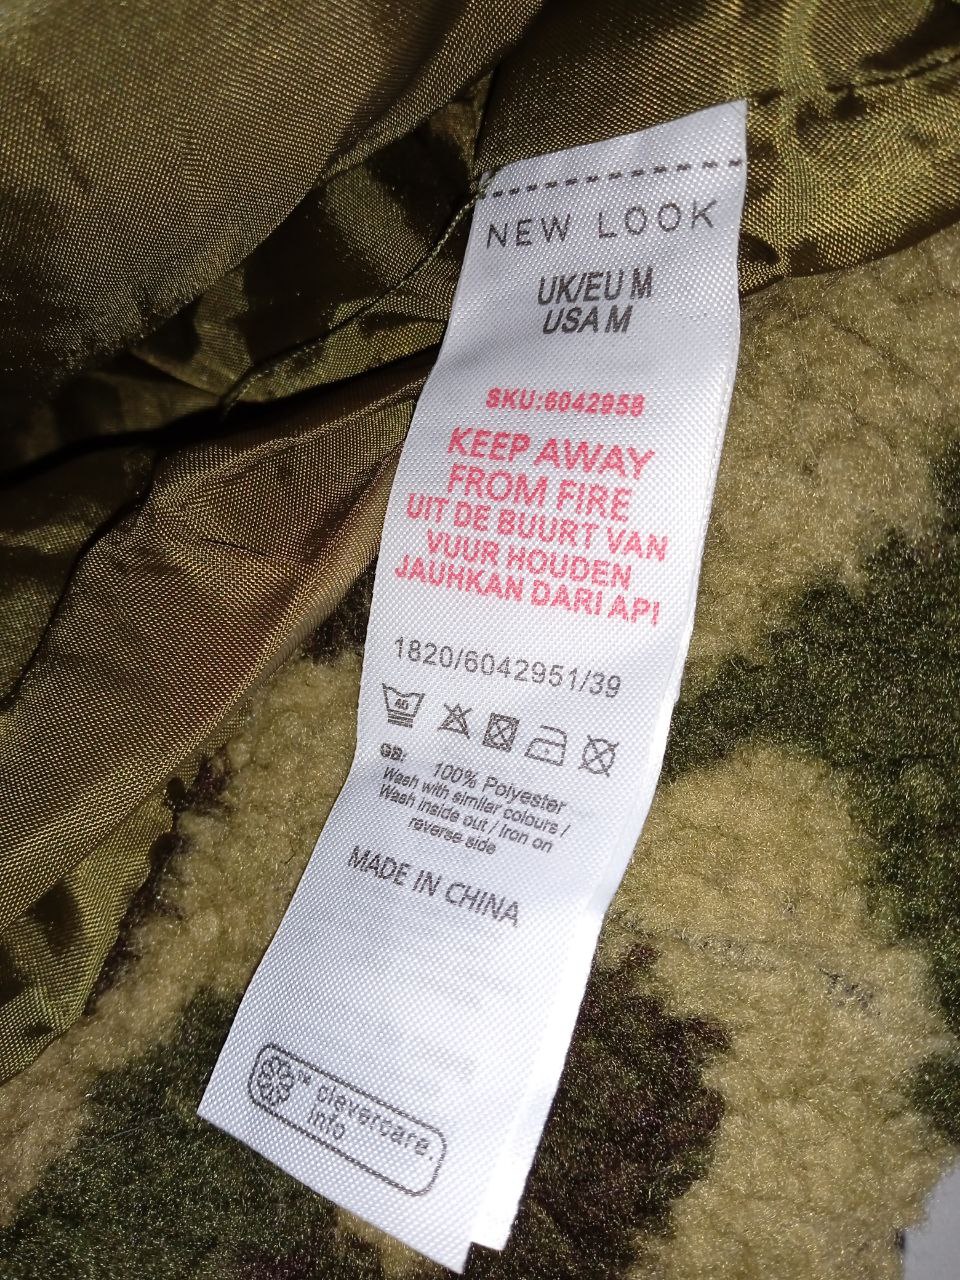 NEW LOOK
UK/EU M
USA M
SKU:6042958
KEEP AWAY
FROM FIRE
UIT DE BUURT VAN
VUUR HOUDEN
JAUHKAN DARI API
1820/6042951/39
40
GB: 100% Polyester
Wash with similar colours /
Wash inside out / Iron on
reverse side
MADE IN CHINA
™ clevercare.
info